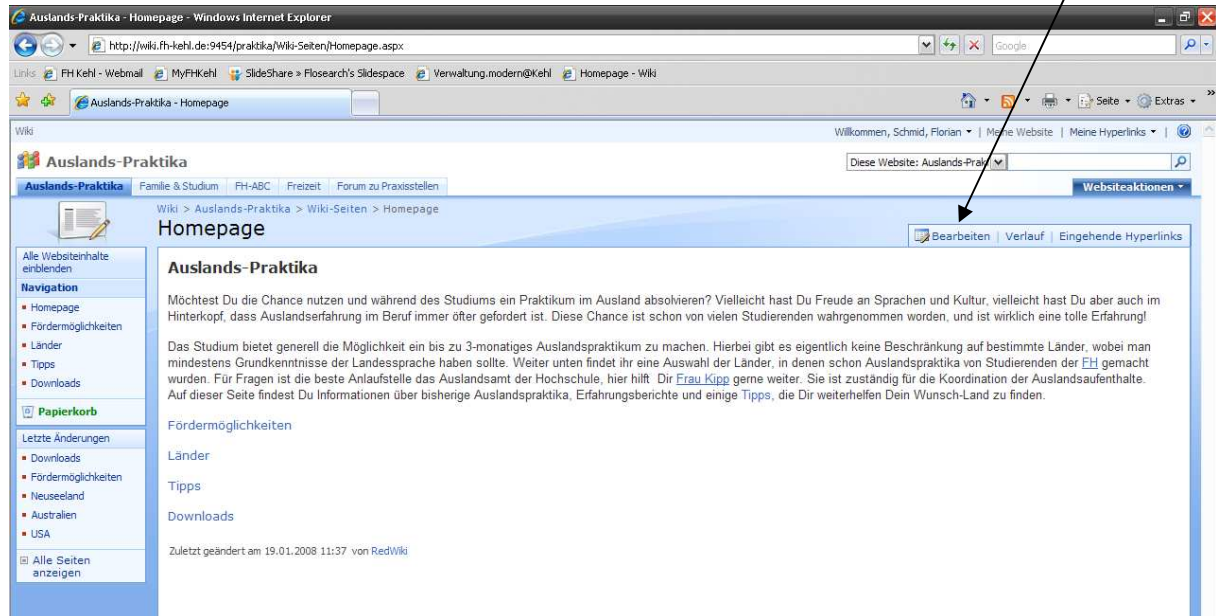 Auslands-Praktika - Homepage - Windows Internet Explorer
http://wiki.fh-kehl.de:9454/praktika/Wiki-Seiten/Homepage.aspx
Google
Links FH Kehl - Webmail MyFHKehl SlideShare » Flosearch's Slidespace Verwaltung.modern@Kehl Homepage - Wiki
Auslands-Praktika - Homepage
Seite Extras »
Wiki
Willkommen, Schmid, Florian | Meine Website | Meine Hyperlinks |
Auslands-Praktika
Diese Website: Auslands-Prakt
Auslands-Praktika Familie & Studium FH-ABC Freizeit Forum zu Praxisstellen
Websiteaktionen
Wiki > Auslands-Praktika > Wiki-Seiten > Homepage
Homepage
Bearbeiten | Verlauf | Eingehende Hyperlinks
Alle Websiteinhalte
einblenden
Navigation
Homepage
Fördermöglichkeiten
Länder
Tipps
Downloads
Papierkorb
Letzte Änderungen
Downloads
Fördermöglichkeiten
Neuseeland
Australien
USA
Alle Seiten
anzeigen
Auslands-Praktika
Möchtest Du die Chance nutzen und während des Studiums ein Praktikum im Ausland absolvieren? Vielleicht hast Du Freude an Sprachen und Kultur, vielleicht hast Du aber auch im
Hinterkopf, dass Auslandserfahrung im Beruf immer öfter gefordert ist. Diese Chance ist schon von vielen Studierenden wahrgenommen worden, und ist wirklich eine tolle Erfahrung!
Das Studium bietet generell die Möglichkeit ein bis zu 3-monatiges Auslandspraktikum zu machen. Hierbei gibt es eigentlich keine Beschränkung auf bestimmte Länder, wobei man
mindestens Grundkenntnisse der Landessprache haben sollte. Weiter unten findet ihr eine Auswahl der Länder, in denen schon Auslandspraktika von Studierenden der FH gemacht
wurden. Für Fragen ist die beste Anlaufstelle das Auslandsamt der Hochschule, hier hilft Dir Frau Kipp gerne weiter. Sie ist zuständig für die Koordination der Auslandsaufenthalte.
Auf dieser Seite findest Du Informationen über bisherige Auslandspraktika, Erfahrungsberichte und einige Tipps, die Dir weiterhelfen Dein Wunsch-Land zu finden.
Fördermöglichkeiten
Länder
Tipps
Downloads
Zuletzt geändert am 19.01.2008 11:37 von RedWiki